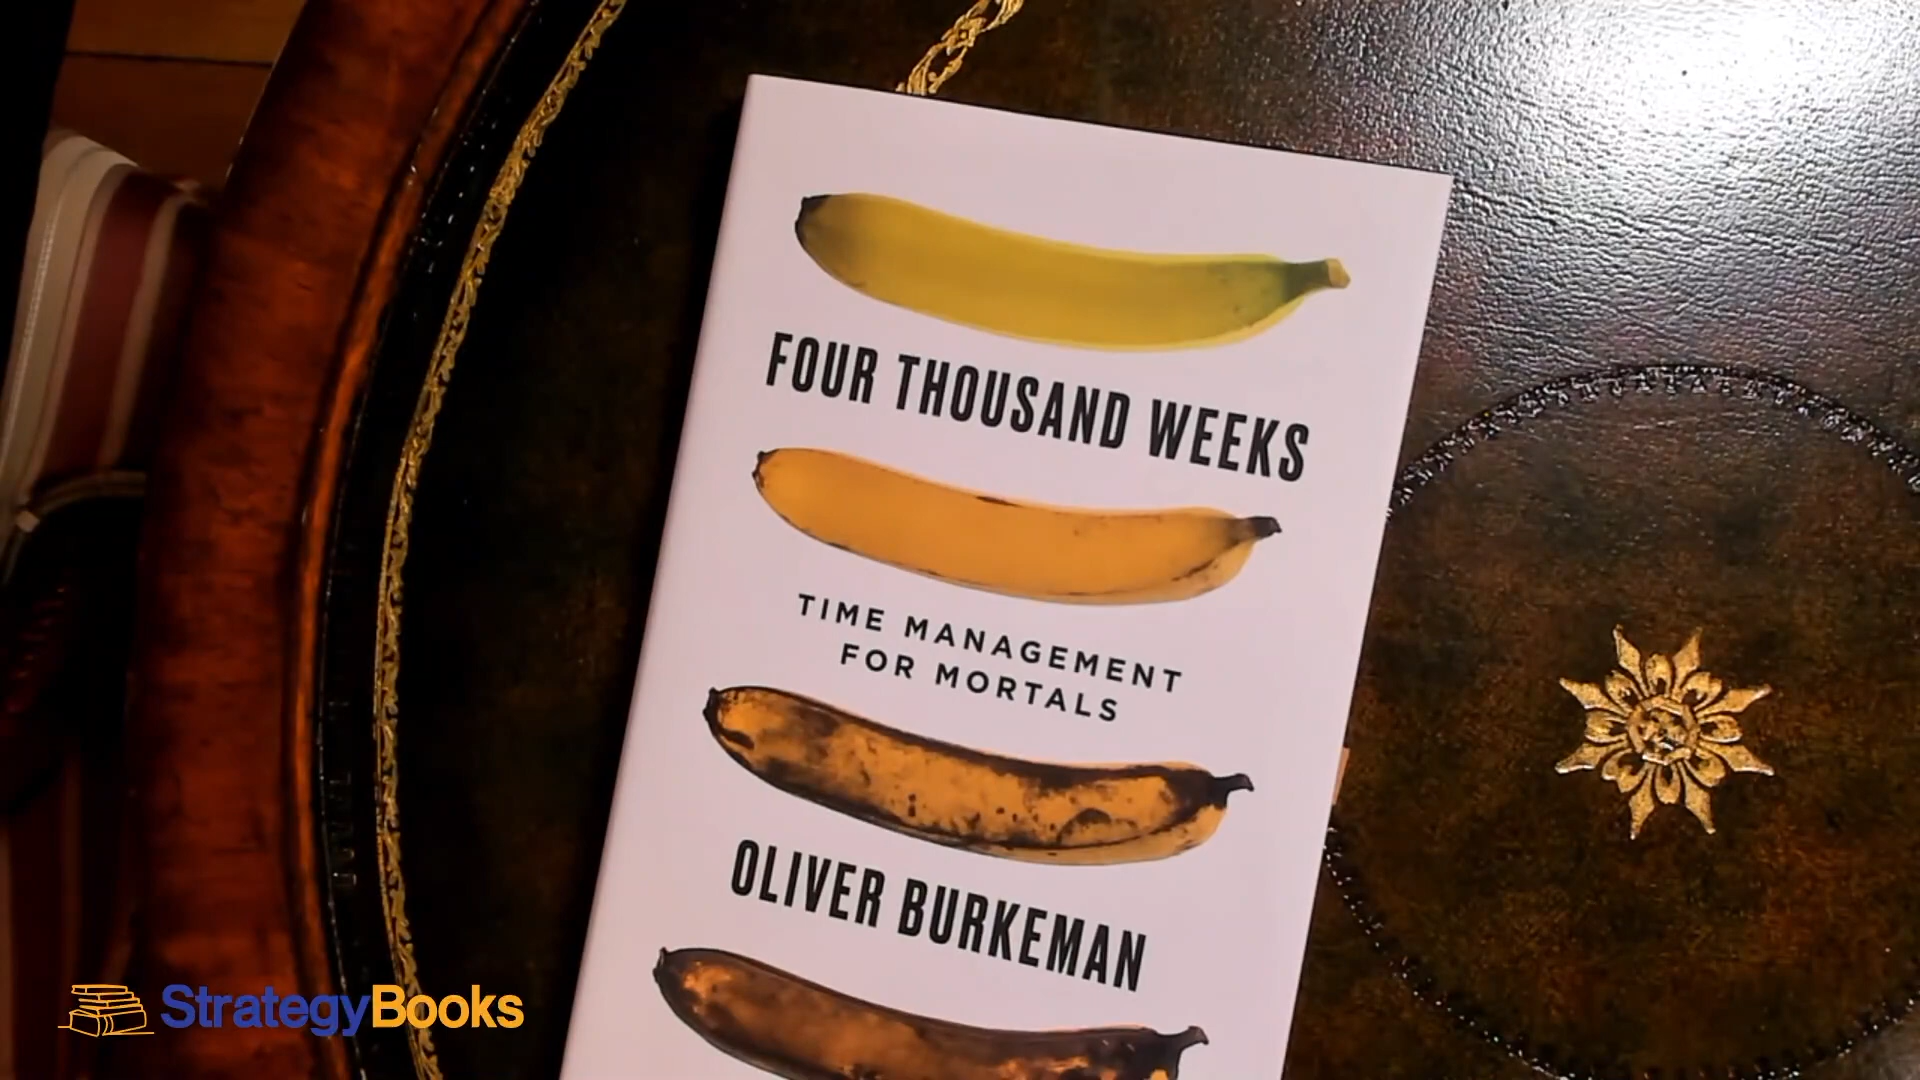 FOUR THOUSAND WEEKS
TIME MANAGEMENT
FOR MORTALS
OLIVER BURKEMAN
StrategyBooks